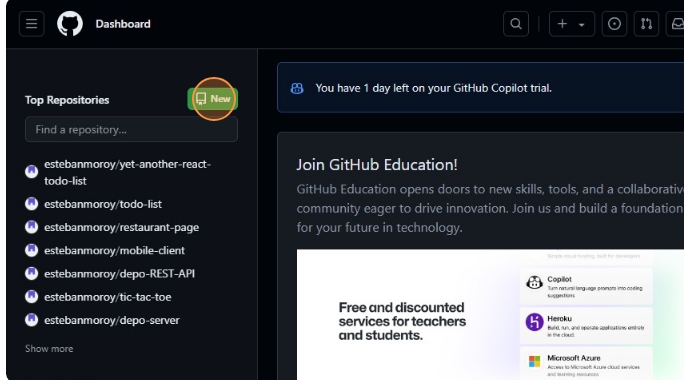 Dashboard
Top Repositories
New
Find a repository...
estebanmoroy/yet-another-react-
todo-list
estebanmoroy/todo-list
estebanmoroy/restaurant-page
estebanmoroy/mobile-client
estebanmoroy/depo-REST-API
estebanmoroy/tic-tac-toe
estebanmoroy/depo-server
Show more
You have 1 day left on your GitHub Copilot trial.
Join GitHub Education!
GitHub Education opens doors to new skills, tools, and a collaborative
community eager to drive innovation. Join us and build a foundation
for your future in technology.
Free and discounted
services for teachers
and students.
Simple cloud hosting, built for developers
Copilot
Turn natural language prompts into coding
suggestions
Heroku
Build, run, and operate applications entirely
in the cloud.
Microsoft Azure
Access to Microsoft Azure cloud services
and learning resources